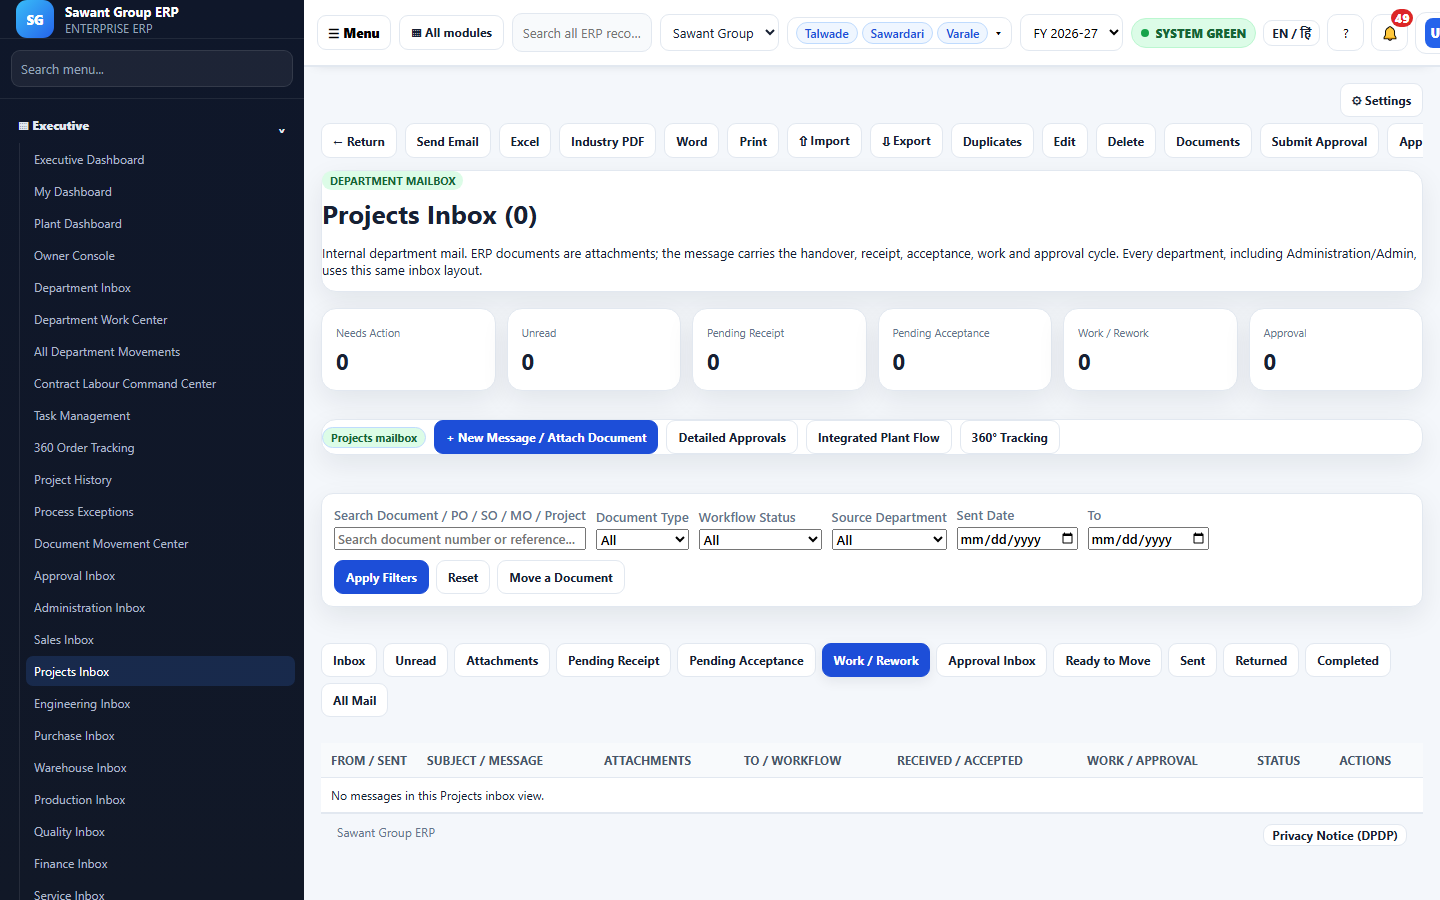 SG
Sawant Group ERP
ENTERPRISE ERP
Search menu...
Executive
Executive Dashboard
My Dashboard
Plant Dashboard
Owner Console
Department Inbox
Department Work Center
All Department Movements
Contract Labour Command Center
Task Management
360 Order Tracking
Project History
Process Exceptions
Document Movement Center
Approval Inbox
Administration Inbox
Sales Inbox
Projects Inbox
Engineering Inbox
Purchase Inbox
Warehouse Inbox
Production Inbox
Quality Inbox
Finance Inbox
Service Inbox
☰ Menu
All modules
Search all ERP reco...
Sawant Group
Talwade
Sawardari
Varale
FY 2026-27
SYSTEM GREEN
EN / हिं
?
49
U
⚙ Settings
← Return
Send Email
Excel
Industry PDF
Word
Print
⇧ Import
⇩ Export
Duplicates
Edit
Delete
Documents
Submit Approval
App
DEPARTMENT MAILBOX
Projects Inbox (0)
Internal department mail. ERP documents are attachments; the message carries the handover, receipt, acceptance, work and approval cycle. Every department, including Administration/Admin,
uses this same inbox layout.
Needs Action
0
Unread
0
Pending Receipt
0
Pending Acceptance
0
Work / Rework
0
Approval
0
Projects mailbox
+ New Message / Attach Document
Detailed Approvals
Integrated Plant Flow
360° Tracking
Search Document / PO / SO / MO / Project
Search document number or reference...
Document Type
All
Workflow Status
All
Source Department
All
Sent Date
mm/dd/yyyy
To
mm/dd/yyyy
Apply Filters
Reset
Move a Document
Inbox
Unread
Attachments
Pending Receipt
Pending Acceptance
Work / Rework
Approval Inbox
Ready to Move
Sent
Returned
Completed
All Mail
FROM / SENT
SUBJECT / MESSAGE
ATTACHMENTS
TO / WORKFLOW
RECEIVED / ACCEPTED
WORK / APPROVAL
STATUS
ACTIONS
No messages in this Projects inbox view.
Sawant Group ERP
Privacy Notice (DPDP)